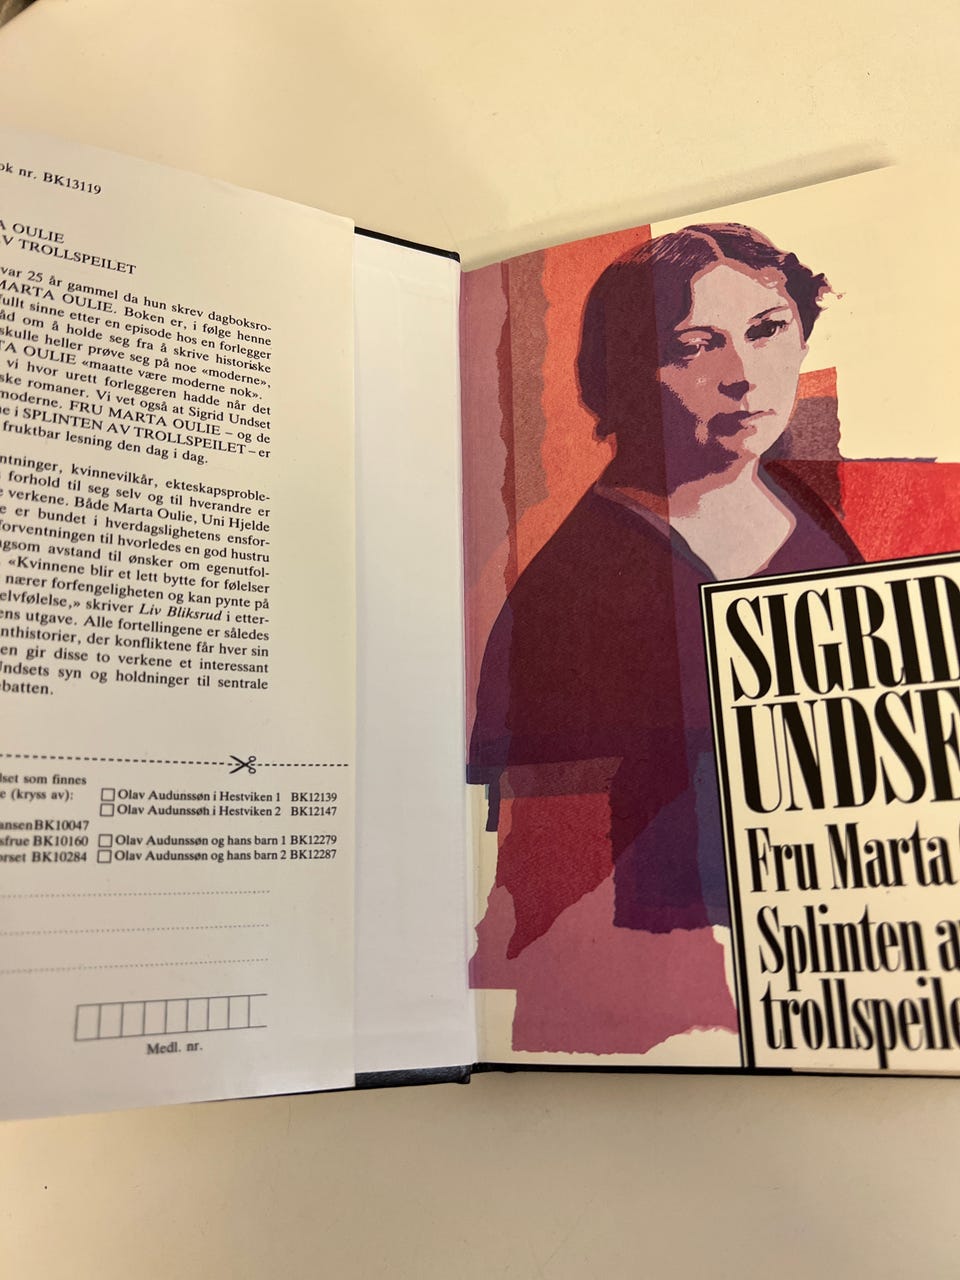 ok nr. BK13119
A OULIE
AV TROLLSPEILET
var 25 år gammel da hun skrev dagboksro-
MARTA OULIE. Boken er, i følge henne
fullt sinne etter en episode hos en forlegger
åd om å holde seg fra å skrive historiske
skulle heller prøve seg på noe «moderne»,
TA OULIE «maatte være moderne nok».
vi hvor urett forleggeren hadde når det
ske romaner. Vi vet også at Sigrid Undset
moderne. FRU MARTA OULIE – og de
ne i SPLINTEN AV TROLLSPEILET – er
fruktbar lesning den dag i dag.
ntninger, kvinnevilkår, ekteskapsproble-
forhold til seg selv og til hverandre er
e verkene. Både Marta Oulie, Uni Hjelde
e er bundet i hverdagslighetens ensfor-
forventningen til hvorledes en god hustru
ngsom avstand til ønsker om egenutfol-
«Kvinnene blir et lett bytte for følelser
nærer forfengeligheten og kan pynte på
elvfølelse,» skriver Liv Bliksrud i etter-
ens utgave. Alle fortellingene er således
nthistorier, der konfliktene får hver sin
en gir disse to verkene et interessant
Undsets syn og holdninger til sentrale
batten.
dset som finnes
e (kryss av):
ansen BK10047
sfrue BK10160
orset BK10284
Olav Audunssøn i Hestviken 1 BK12139
Olav Audunssøn i Hestviken 2 BK12147
Olav Audunssøn og hans barn 1 BK12279
Olav Audunssøn og hans barn 2 BK12287
Medl. nr.
SIGRID
UNDSE
Fru Marta
Splinten a
trollspeile